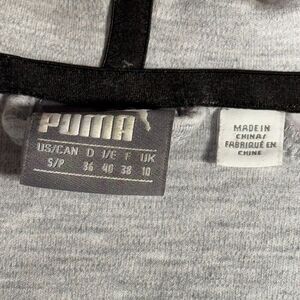 PUMA
US/CAN D I/E F UK
S/P 36 40 38 10
MADE IN
CHINA/
FABRIQUÉ EN
CHINE